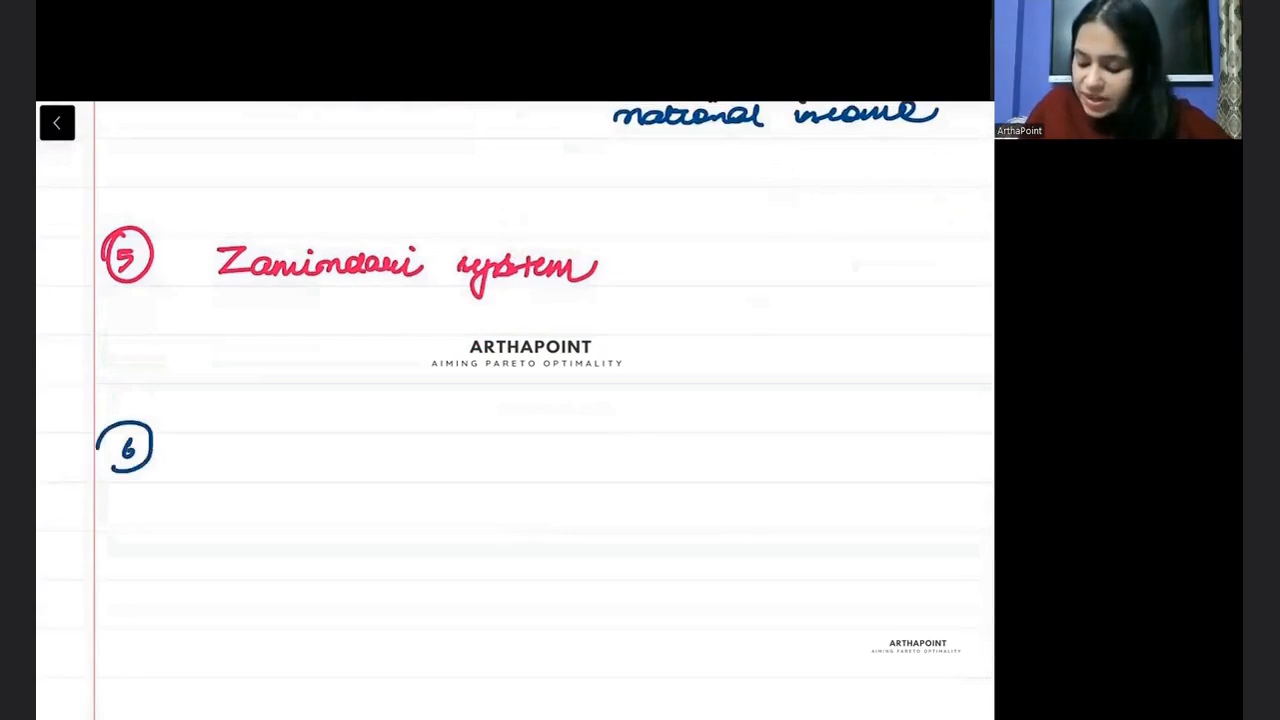 national income
ArthaPoint
5 Zamindari system
ARTHAPOINT
AIMING PARETO OPTIMALITY
6
ARTHAPOINT
AIMING PARETO OPTIMALITY